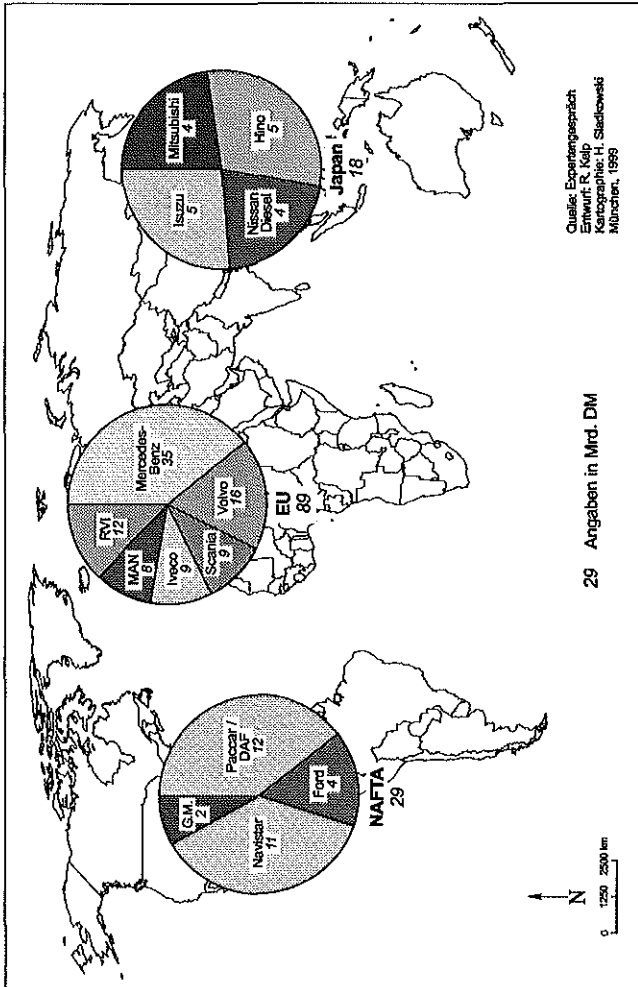 G.M.
2
Paccar /
DAF
12
Ford
4
Navistar
11
NAFTA
29
RVI
12
Mercedes-
Benz
35
Volvo
16
Scania
9
Iveco
9
MAN
8
EU
89
Isuzu
5
Mitsubishi
4
Hino
5
Nissan
Diesel
4
Japan
18
N
0 1250 2500 km
29 Angaben in Mrd. DM
Quelle: Expertengespräch
Entwurf: R. Kalp
Kartographie: H. Sladkowski
München, 1999